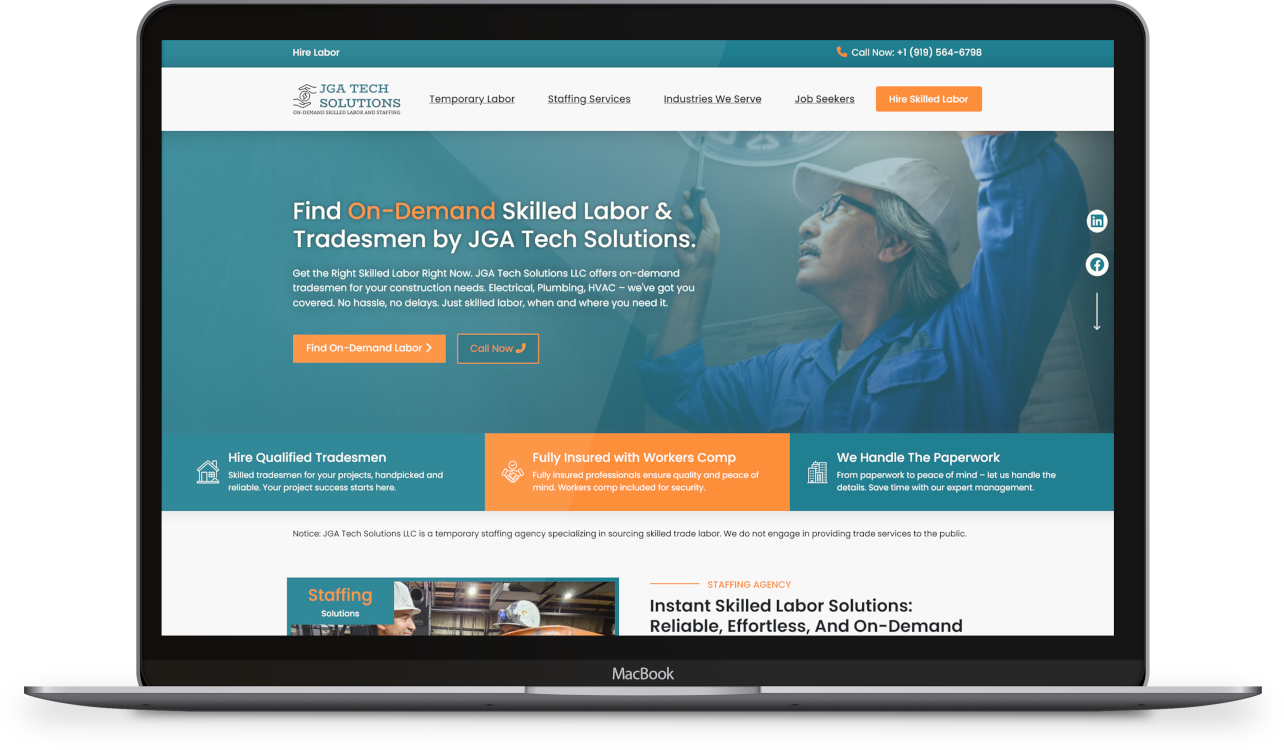 Hire Labor
Call Now: +1 (919) 564-6798
JGA TECH
SOLUTIONS
ON-DEMAND SKILLED LABOR AND STAFFING
Temporary Labor
Staffing Services
Industries We Serve
Job Seekers
Hire Skilled Labor
Find On-Demand Skilled Labor &
Tradesmen by JGA Tech Solutions.
Get the Right Skilled Labor Right Now. JGA Tech Solutions LLC offers on-demand
tradesmen for your construction needs. Electrical, Plumbing, HVAC – we've got you
covered. No hassle, no delays. Just skilled labor, when and where you need it.
Find On-Demand Labor
Call Now
in
f
Hire Qualified Tradesmen
Skilled tradesmen for your projects, handpicked and
reliable. Your project success starts here.
Fully Insured with Workers Comp
Fully insured professionals ensure quality and peace of
mind. Workers comp included for security.
We Handle The Paperwork
From paperwork to peace of mind – let us handle the
details. Save time with our expert management.
Notice: JGA Tech Solutions LLC is a temporary staffing agency specializing in sourcing skilled trade labor. We do not engage in providing trade services to the public.
Staffing
Solutions
STAFFING AGENCY
Instant Skilled Labor Solutions:
Reliable, Effortless, And On-Demand
MacBook